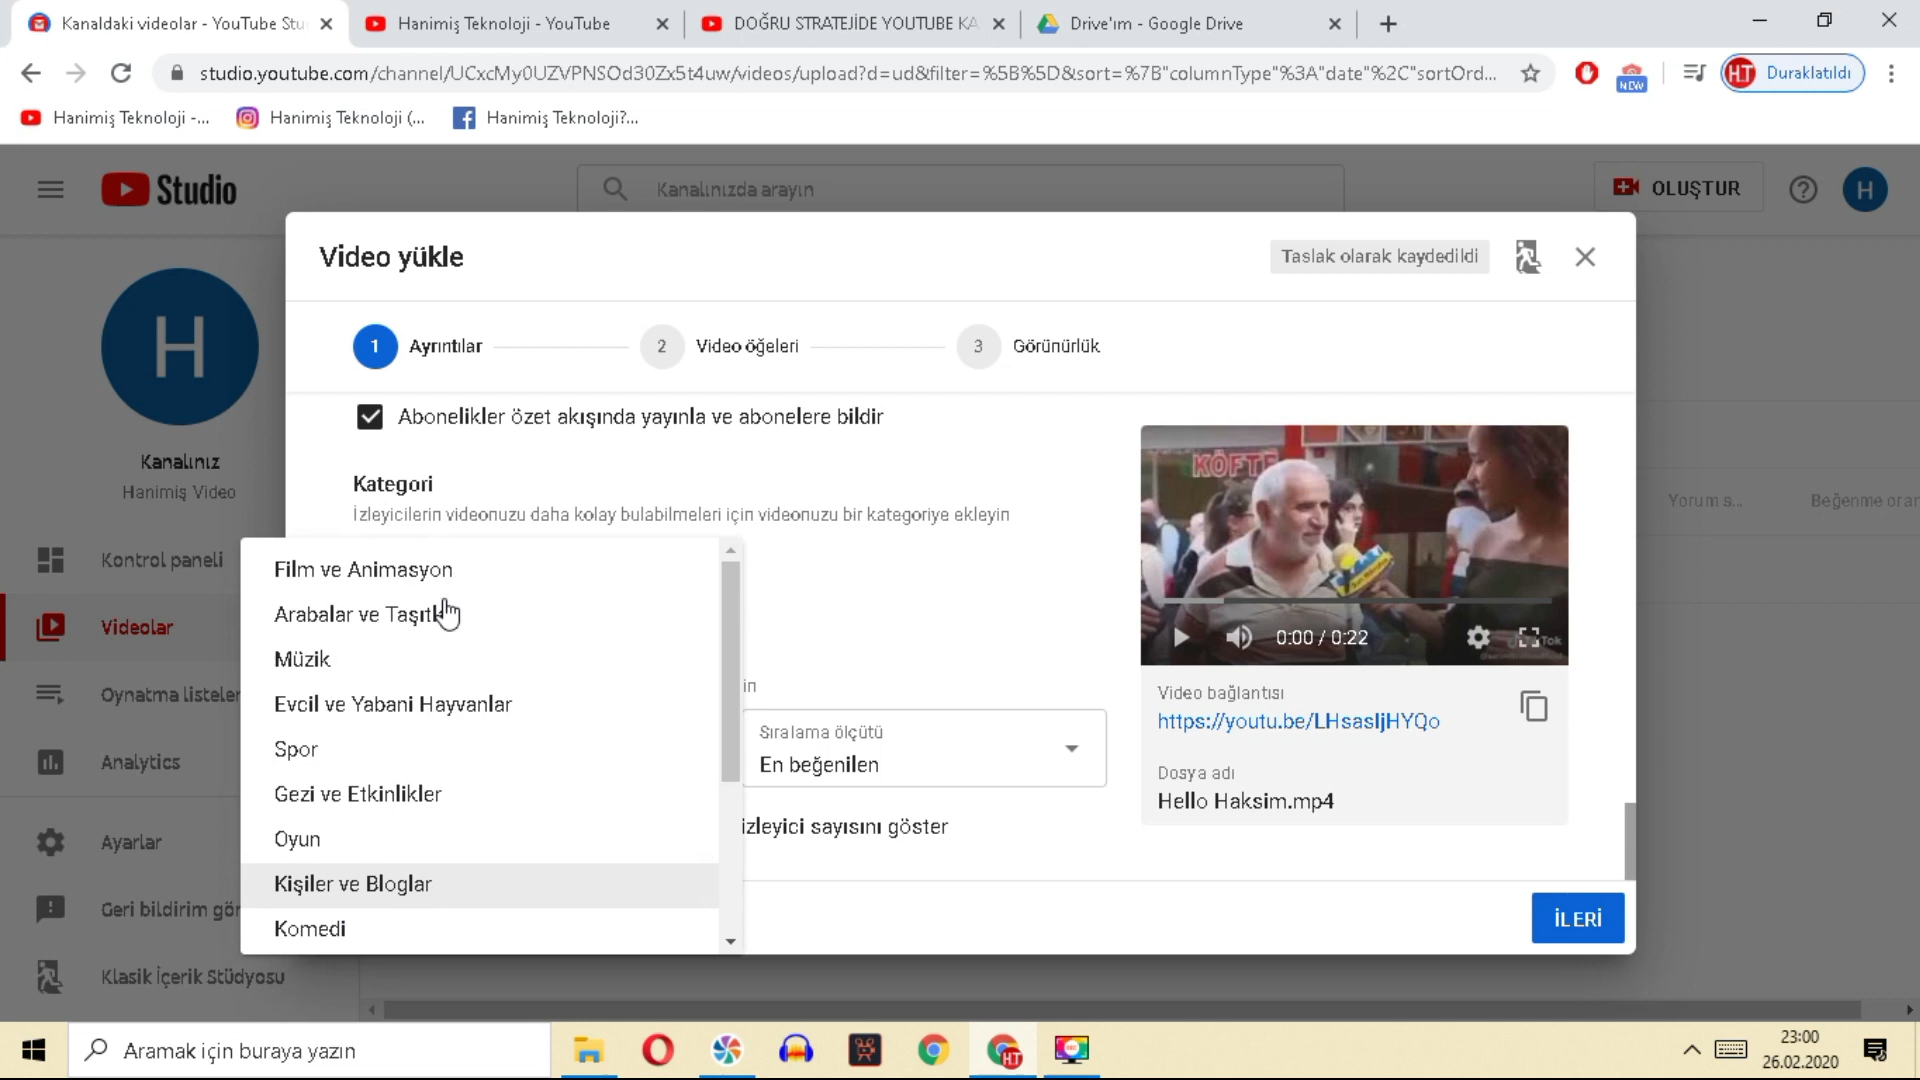 Kanaldaki videolar - YouTube Stu
Hanimiş Teknoloji - YouTube
DOĞRU STRATEJİDE YOUTUBE KA
Drive'ım - Google Drive
studio.youtube.com/channel/UCxcMy0UZVPNSOd30Zx5t4uw/videos/upload?d=ud&filter=%5B%5D&sort=%7B"columnType"%3A"date"%2C"sortOrd...
NEW
HT
Duraklatıldı
Hanimiş Teknoloji -...
Hanimiş Teknoloji (...
Hanimiş Teknoloji?...
Studio
Kanalınızda arayın
OLUŞTUR
H
Video yükle
Taslak olarak kaydedildi
1 Ayrıntılar
2 Video öğeleri
3 Görünürlük
H
Kanalınız
Hanimiş Video
Kontrol paneli
Videolar
Oynatma listeler
Analytics
Ayarlar
Geri bildirim gör
Klasik İçerik Stüdyosu
Abonelikler özet akışında yayınla ve abonelere bildir
Kategori
İzleyicilerin videonuzu daha kolay bulabilmeleri için videonuzu bir kategoriye ekleyin
Film ve Animasyon
Arabalar ve Taşıtl
Müzik
Evcil ve Yabani Hayvanlar
Spor
Gezi ve Etkinlikler
Oyun
Kişiler ve Bloglar
Komedi
in
Sıralama ölçütü
En beğenilen
izleyici sayısını göster
KÖFTE
0:00 / 0:22
Tok
Video bağlantısı
https://youtu.be/LHsasljHYQo
Dosya adı
Hello Haksim.mp4
Yorum s...
Beğenme oran
İLERİ
Aramak için buraya yazın
HT
23:00
26.02.2020